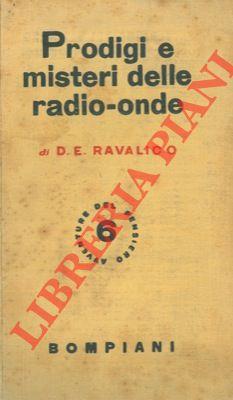 Prodigi e
misteri delle
radio-onde
di D. E. RAVALICO
AVVENTURE DEL PENSIERO
6
BOMPIANI
LIBRERIA PIANI